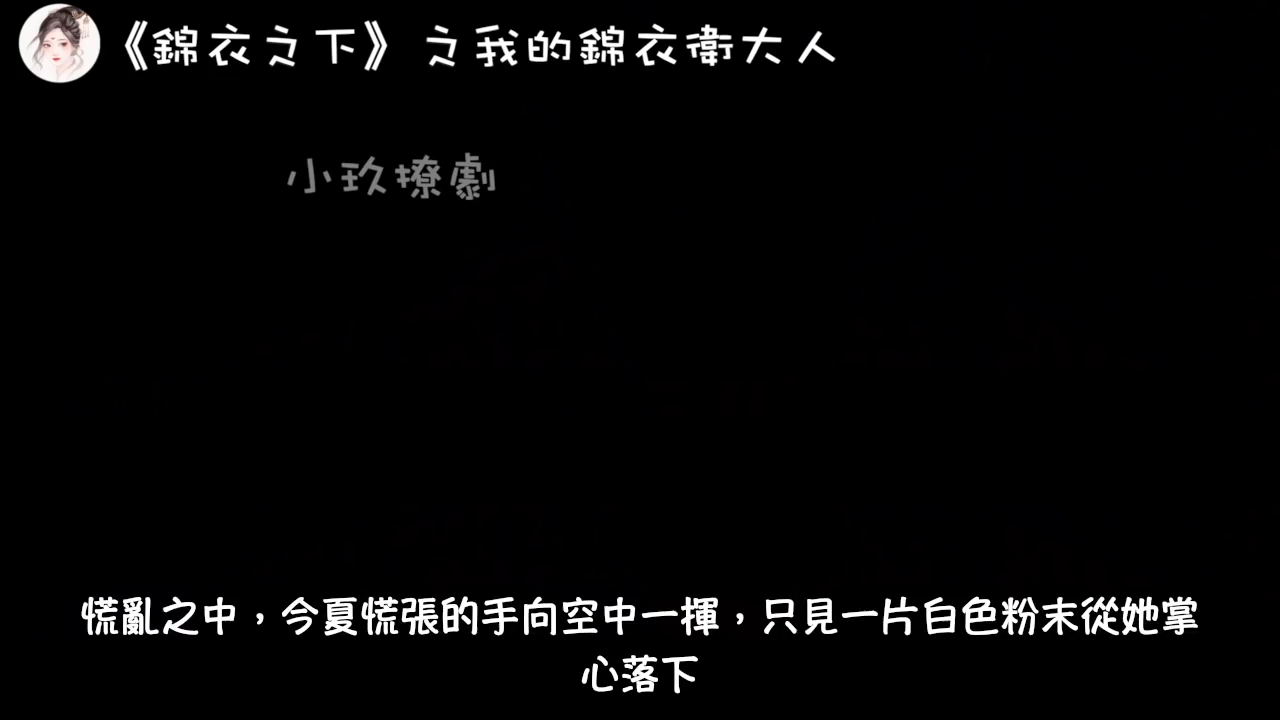 《錦衣之下》之我的錦衣衛大人
小玖撩劇
慌亂之中，今夏慌張的手向空中一揮，只見一片白色粉末從她掌
心落下